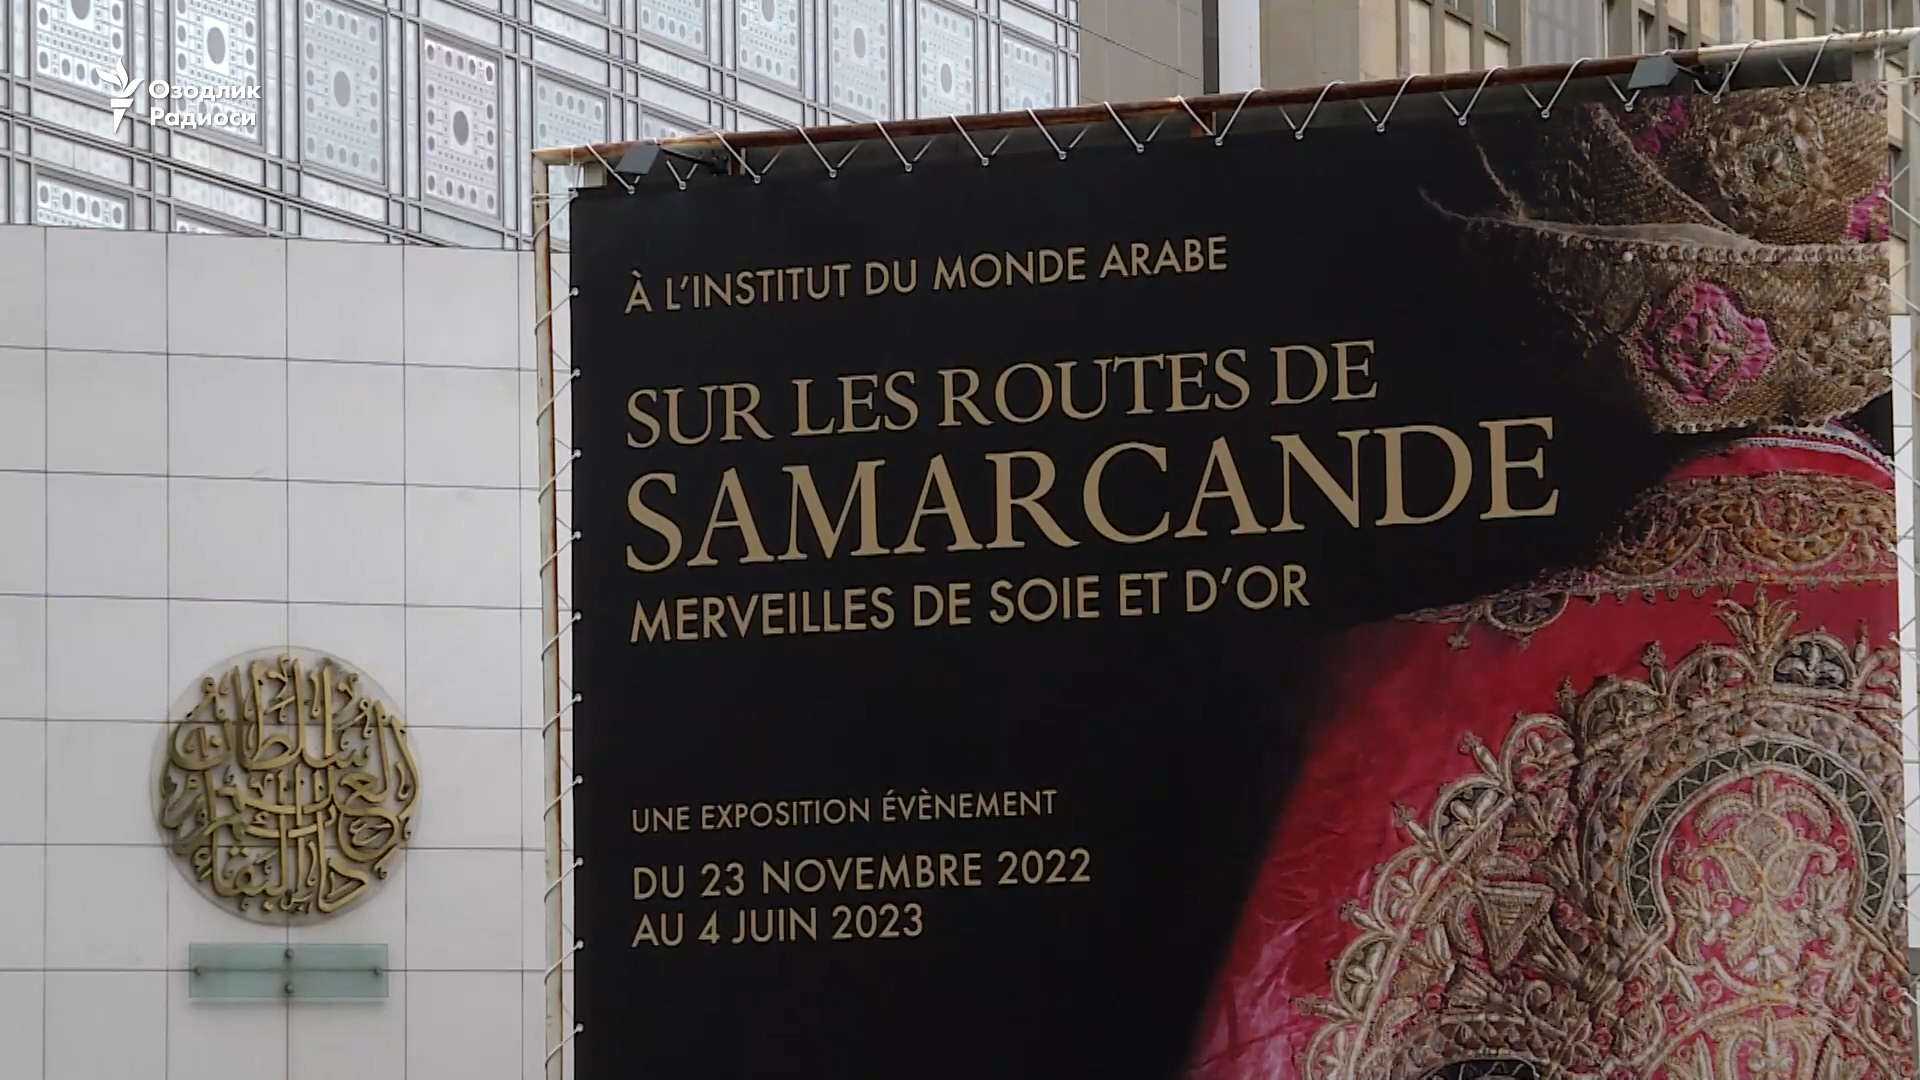 Озодлик
Радиоси
À L'INSTITUT DU MONDE ARABE
SUR LES ROUTES DE
SAMARCANDE
MERVEILLES DE SOIE ET D'OR
UNE EXPOSITION ÉVÈNEMENT
DU 23 NOVEMBRE 2022
AU 4 JUIN 2023